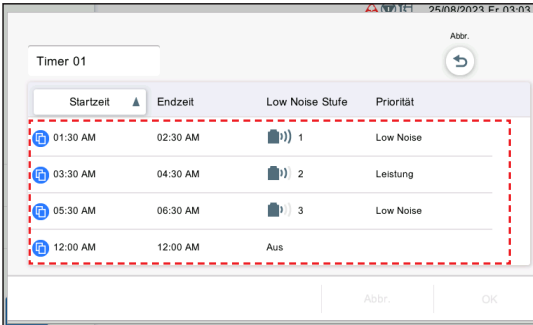 25/08/2023 Fr 03:03
Abbr.
Timer 01
Startzeit Endzeit Low Noise Stufe Priorität
01:30 AM 02:30 AM 1 Low Noise
03:30 AM 04:30 AM 2 Leistung
05:30 AM 06:30 AM 3 Low Noise
12:00 AM 12:00 AM Aus
Abbr. OK